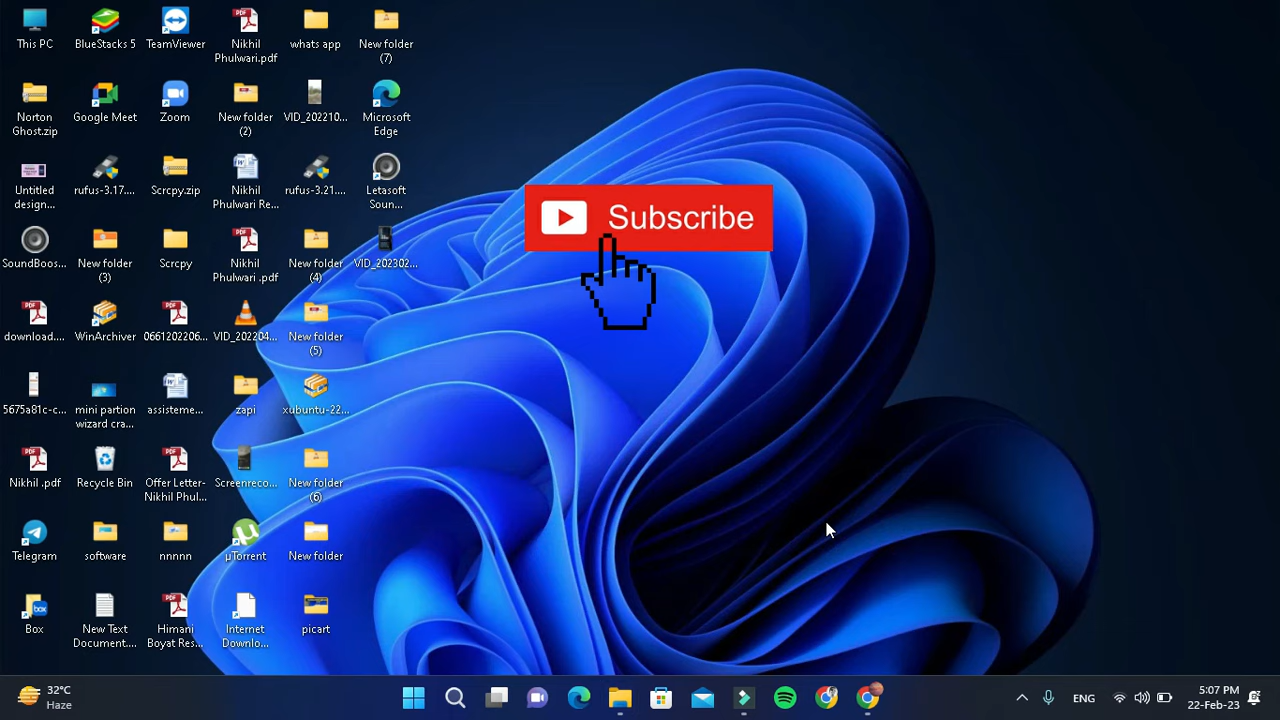 This PC
BlueStacks 5
TeamViewer
Nikhil
Phulwari.pdf
whats app
New folder
(7)
Norton
Ghost.zip
Google Meet
Zoom
New folder
(2)
VID_202210...
Microsoft
Edge
Untitled
design...
rufus-3.17....
Scrcpy.zip
Nikhil
Phulwari Re...
rufus-3.21....
Letasoft
Soun...
SoundBoos...
New folder
(3)
Scrcpy
Nikhil
Phulwari .pdf
New folder
(4)
VID_202302...
download....
WinArchiver
0661202206...
VID_202204...
New folder
(5)
5675a81c-c...
mini partion
wizard cra...
assisteme...
zapi
xubuntu-22...
Nikhil .pdf
Recycle Bin
Offer Letter-
Nikhil Phul...
Screenreco...
New folder
(6)
Telegram
software
nnnnn
µTorrent
New folder
Box
New Text
Document....
Himani
Boyat Res...
Internet
Downlo...
picart
Subscribe
32°C
Haze
ENG
5:07 PM
22-Feb-23